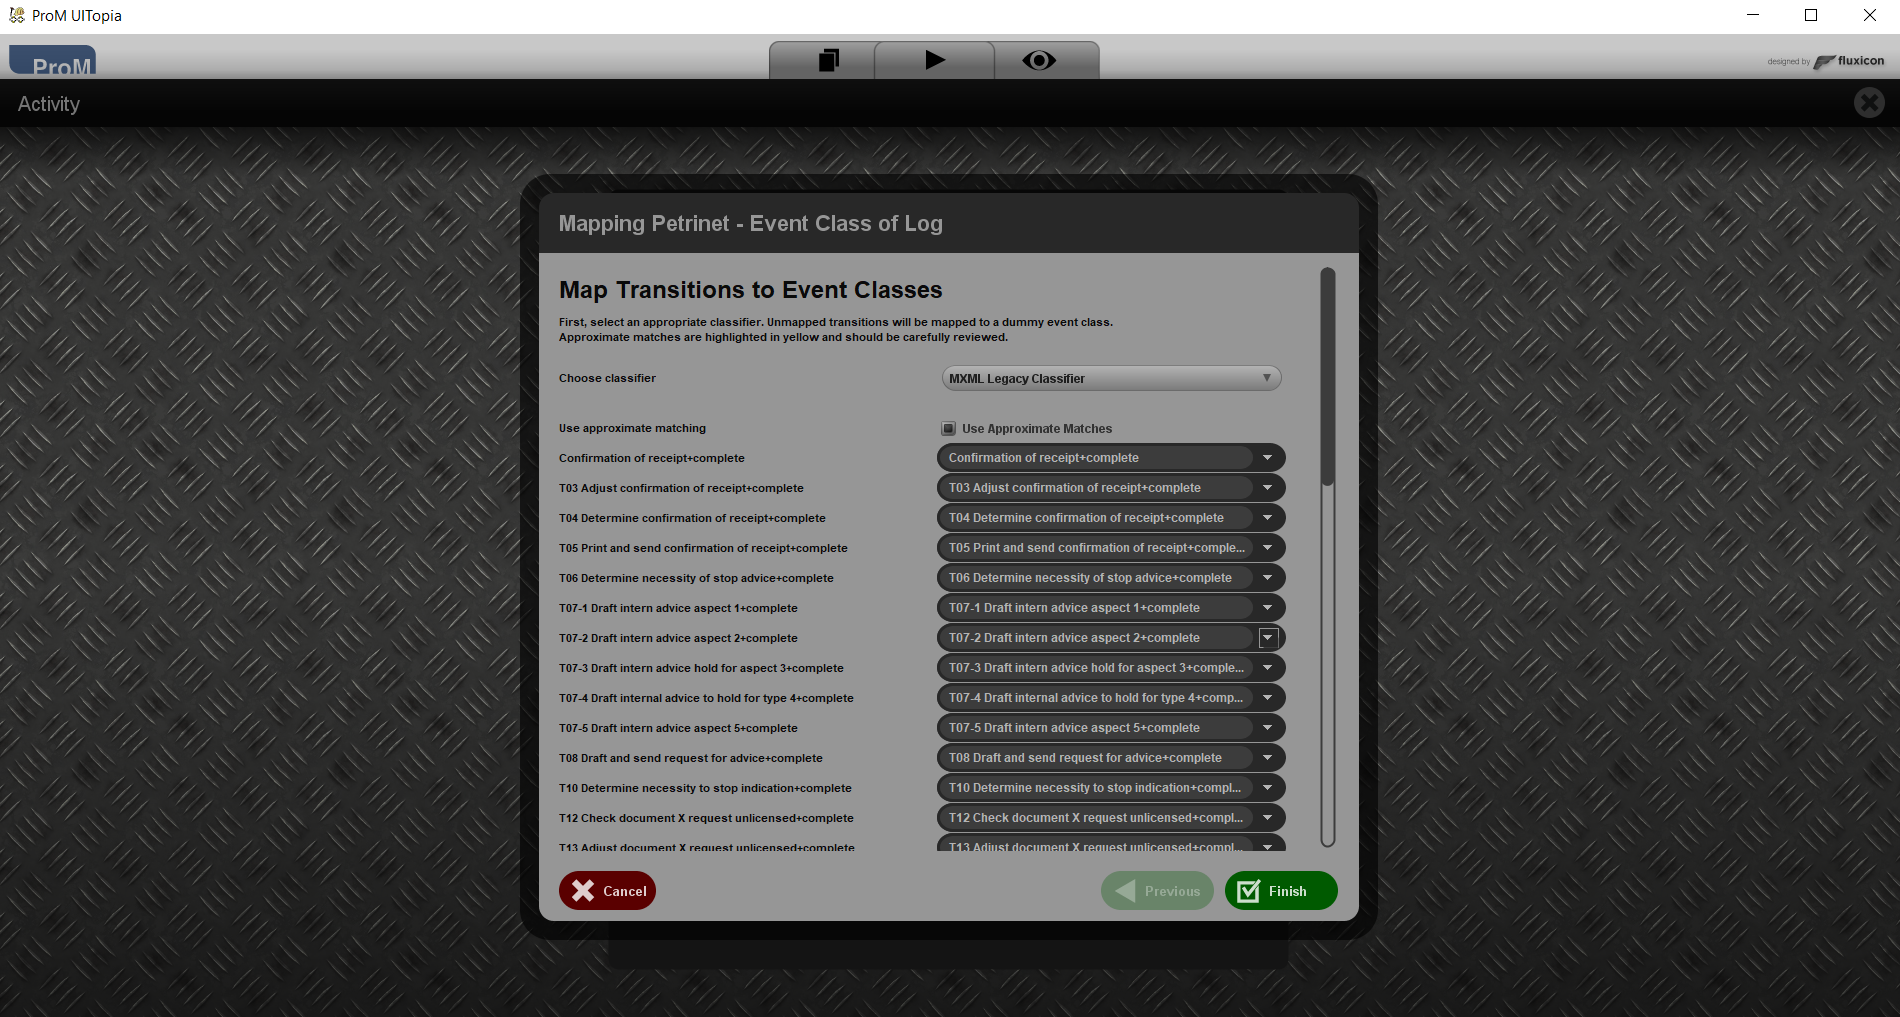 ProM UITopia
ProM
designed by fluxicon
Activity
Mapping Petrinet - Event Class of Log
Map Transitions to Event Classes
First, select an appropriate classifier. Unmapped transitions will be mapped to a dummy event class.
Approximate matches are highlighted in yellow and should be carefully reviewed.
Choose classifier MXML Legacy Classifier
Use approximate matching Use Approximate Matches
Confirmation of receipt+complete Confirmation of receipt+complete
T03 Adjust confirmation of receipt+complete T03 Adjust confirmation of receipt+complete
T04 Determine confirmation of receipt+complete T04 Determine confirmation of receipt+complete
T05 Print and send confirmation of receipt+complete T05 Print and send confirmation of receipt+comple...
T06 Determine necessity of stop advice+complete T06 Determine necessity of stop advice+complete
T07-1 Draft intern advice aspect 1+complete T07-1 Draft intern advice aspect 1+complete
T07-2 Draft intern advice aspect 2+complete T07-2 Draft intern advice aspect 2+complete
T07-3 Draft intern advice hold for aspect 3+complete T07-3 Draft intern advice hold for aspect 3+comple...
T07-4 Draft internal advice to hold for type 4+complete T07-4 Draft internal advice to hold for type 4+comp...
T07-5 Draft intern advice aspect 5+complete T07-5 Draft intern advice aspect 5+complete
T08 Draft and send request for advice+complete T08 Draft and send request for advice+complete
T10 Determine necessity to stop indication+complete T10 Determine necessity to stop indication+compl...
T12 Check document X request unlicensed+complete T12 Check document X request unlicensed+compl...
T13 Adjust document X request unlicensed+complete T13 Adjust document X request unlicensed+compl...
Cancel Previous Finish